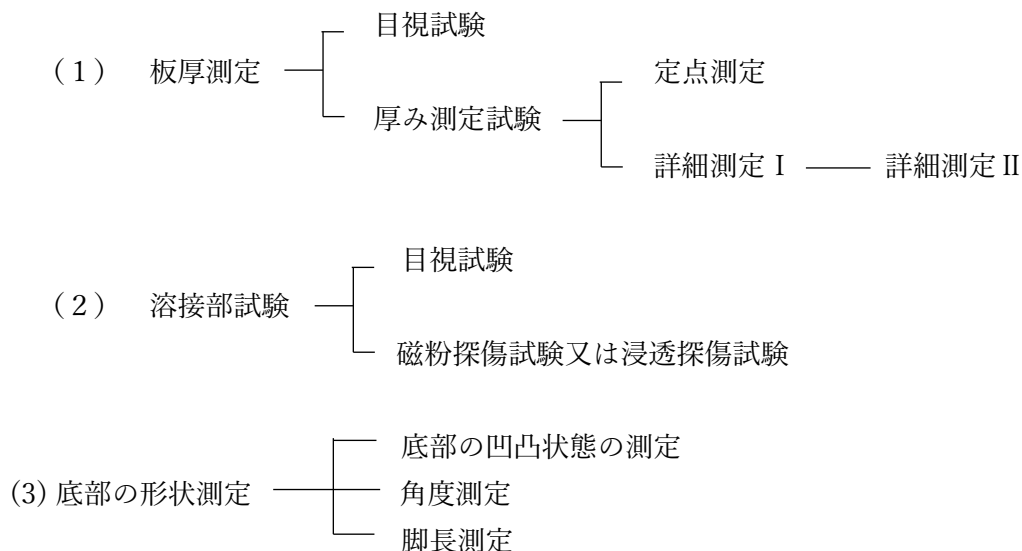 目視試験
(1) 板厚測定
定点測定
厚み測定試験
詳細測定Ⅰ 詳細測定Ⅱ
目視試験
(2) 溶接部試験
磁粉探傷試験又は浸透探傷試験
底部の凹凸状態の測定
(3) 底部の形状測定 角度測定
脚長測定